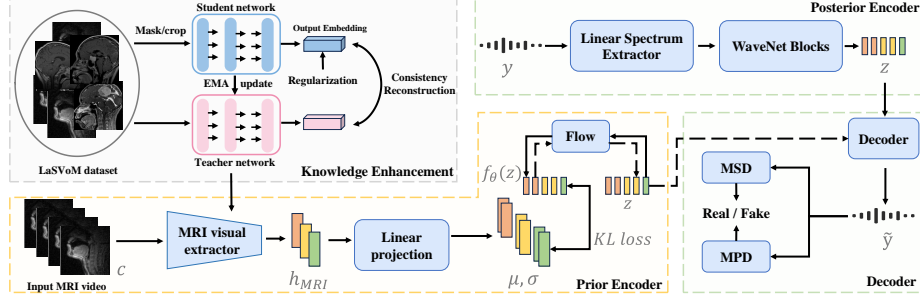 Student network
Mask/crop
Output Embedding
Regularization
EMA update
Consistency
Reconstruction
Teacher network
LaSVoM dataset
Knowledge Enhancement
Posterior Encoder
y
Linear Spectrum
Extractor
WaveNet Blocks
z
Flow
f_θ(z)
z
KL loss
μ, σ
MRI visual
extractor
h_{MRI}
Linear
projection
c
Input MRI video
Prior Encoder
Decoder
MSD
Real / Fake
MPD
ỹ
Decoder